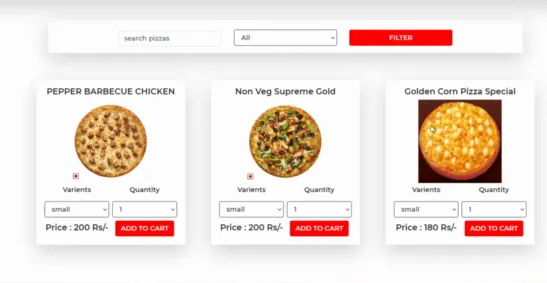 search pizzas
All
FILTER
PEPPER BARBECUE CHICKEN
Non Veg Supreme Gold
Golden Corn Pizza Special
Varients Quantity
Varients Quantity
Varients Quantity
small 1
small 1
small 1
Price : 200 Rs/- ADD TO CART
Price : 200 Rs/- ADD TO CART
Price : 180 Rs/- ADD TO CART